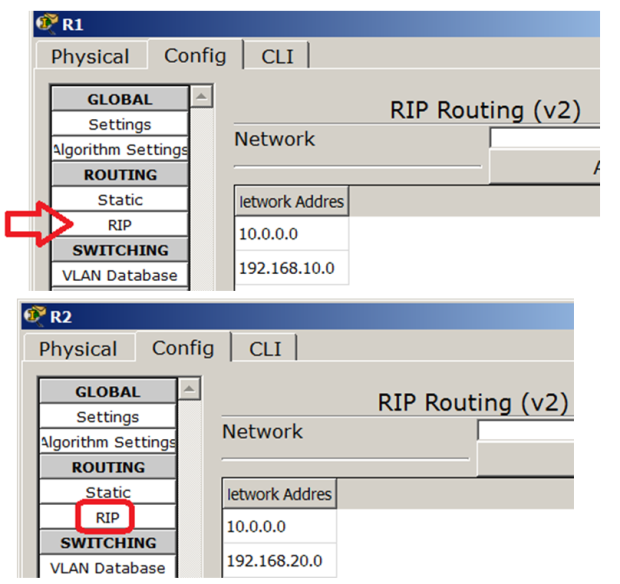 R1
Physical Config CLI
GLOBAL
Settings
Algorithm Settings
ROUTING
Static
RIP
SWITCHING
VLAN Database
RIP Routing (v2)
Network
A
letwork Addres
10.0.0.0
192.168.10.0
R2
Physical Config CLI
GLOBAL
Settings
Algorithm Settings
ROUTING
Static
RIP
SWITCHING
VLAN Database
RIP Routing (v2)
Network
letwork Addres
10.0.0.0
192.168.20.0